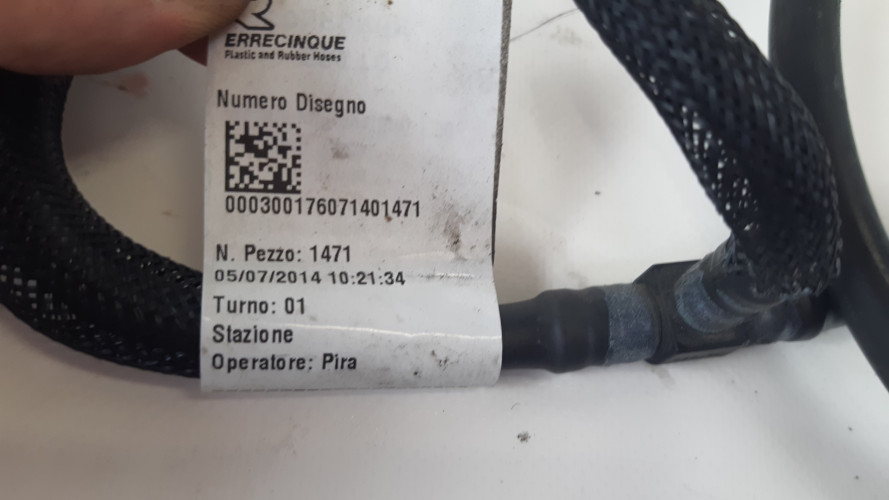 ERRECINQUE
Plastic and Rubber Hoses
Numero Disegno
000300176071401471
N. Pezzo: 1471
05/07/2014 10:21:34
Turno: 01
Stazione
Operatore: Pira